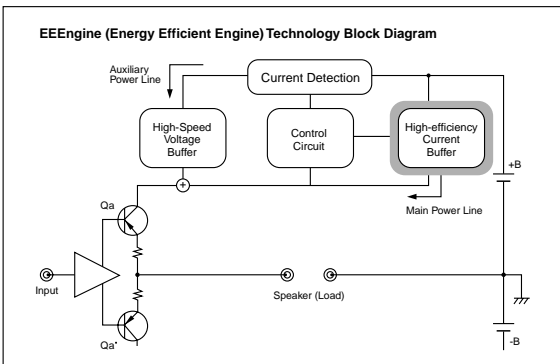 EEEngine (Energy Efficient Engine) Technology Block Diagram
Auxiliary
Power Line
Current Detection
High-Speed
Voltage
Buffer
Control
Circuit
High-efficiency
Current
Buffer
+B
+
Main Power Line
Qa
Input
Speaker (Load)
Qa'
-B